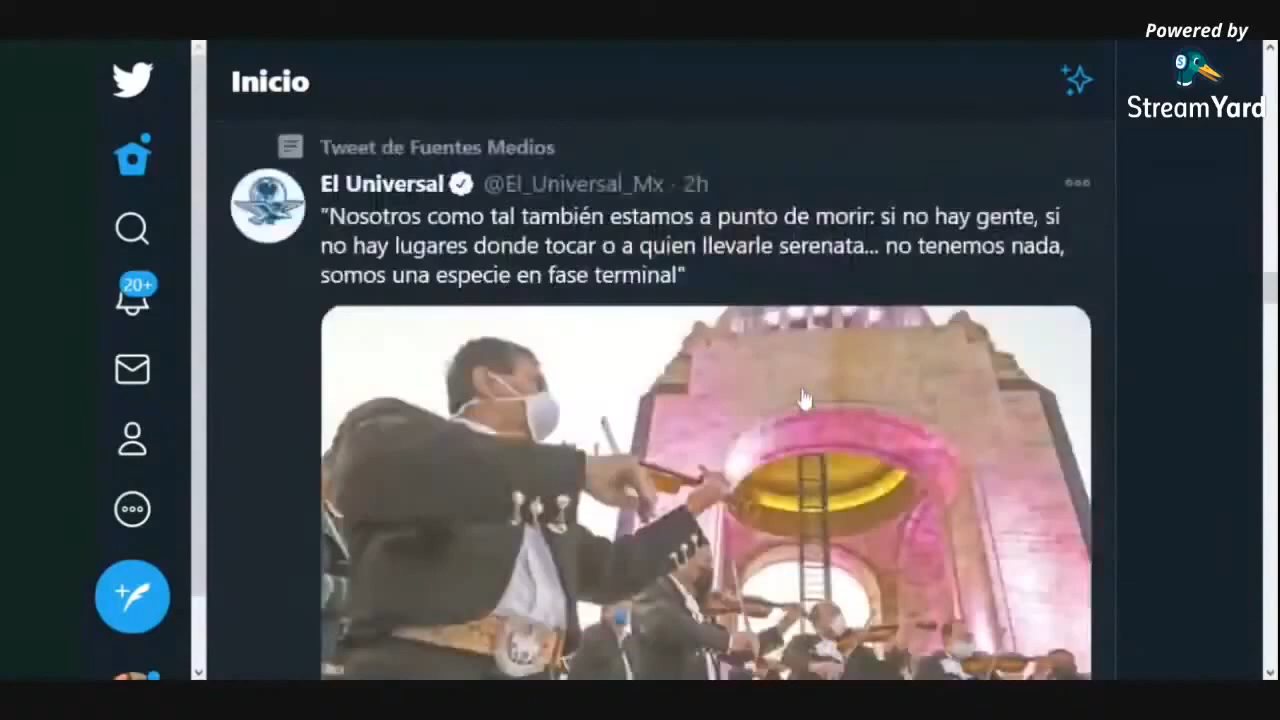 Powered by
StreamYard
Inicio
Tweet de Fuentes Medios
El Universal @El_Universal_Mx · 2h
"Nosotros como tal también estamos a punto de morir: si no hay gente, si
no hay lugares donde tocar o a quien llevarle serenata... no tenemos nada,
somos una especie en fase terminal"
20+